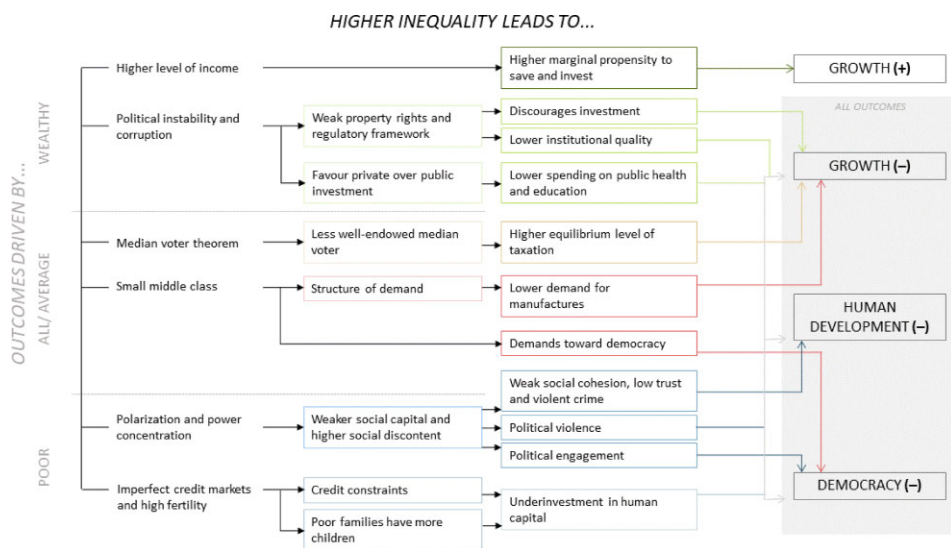 HIGHER INEQUALITY LEADS TO...
OUTCOMES DRIVEN BY...
WEALTHY
ALL/ AVERAGE
POOR
Higher level of income
Higher marginal propensity to
save and invest
GROWTH (+)
ALL OUTCOMES
Political instability and
corruption
Weak property rights and
regulatory framework
Discourages investment
Lower institutional quality
GROWTH (–)
Favour private over public
investment
Lower spending on public health
and education
Median voter theorem
Less well-endowed median
voter
Higher equilibrium level of
taxation
Small middle class
Structure of demand
Lower demand for
manufactures
HUMAN
DEVELOPMENT (–)
Demands toward democracy
Polarization and power
concentration
Weaker social capital and
higher social discontent
Weak social cohesion, low trust
and violent crime
Political violence
Political engagement
DEMOCRACY (–)
Imperfect credit markets
and high fertility
Credit constraints
Poor families have more
children
Underinvestment in human
capital